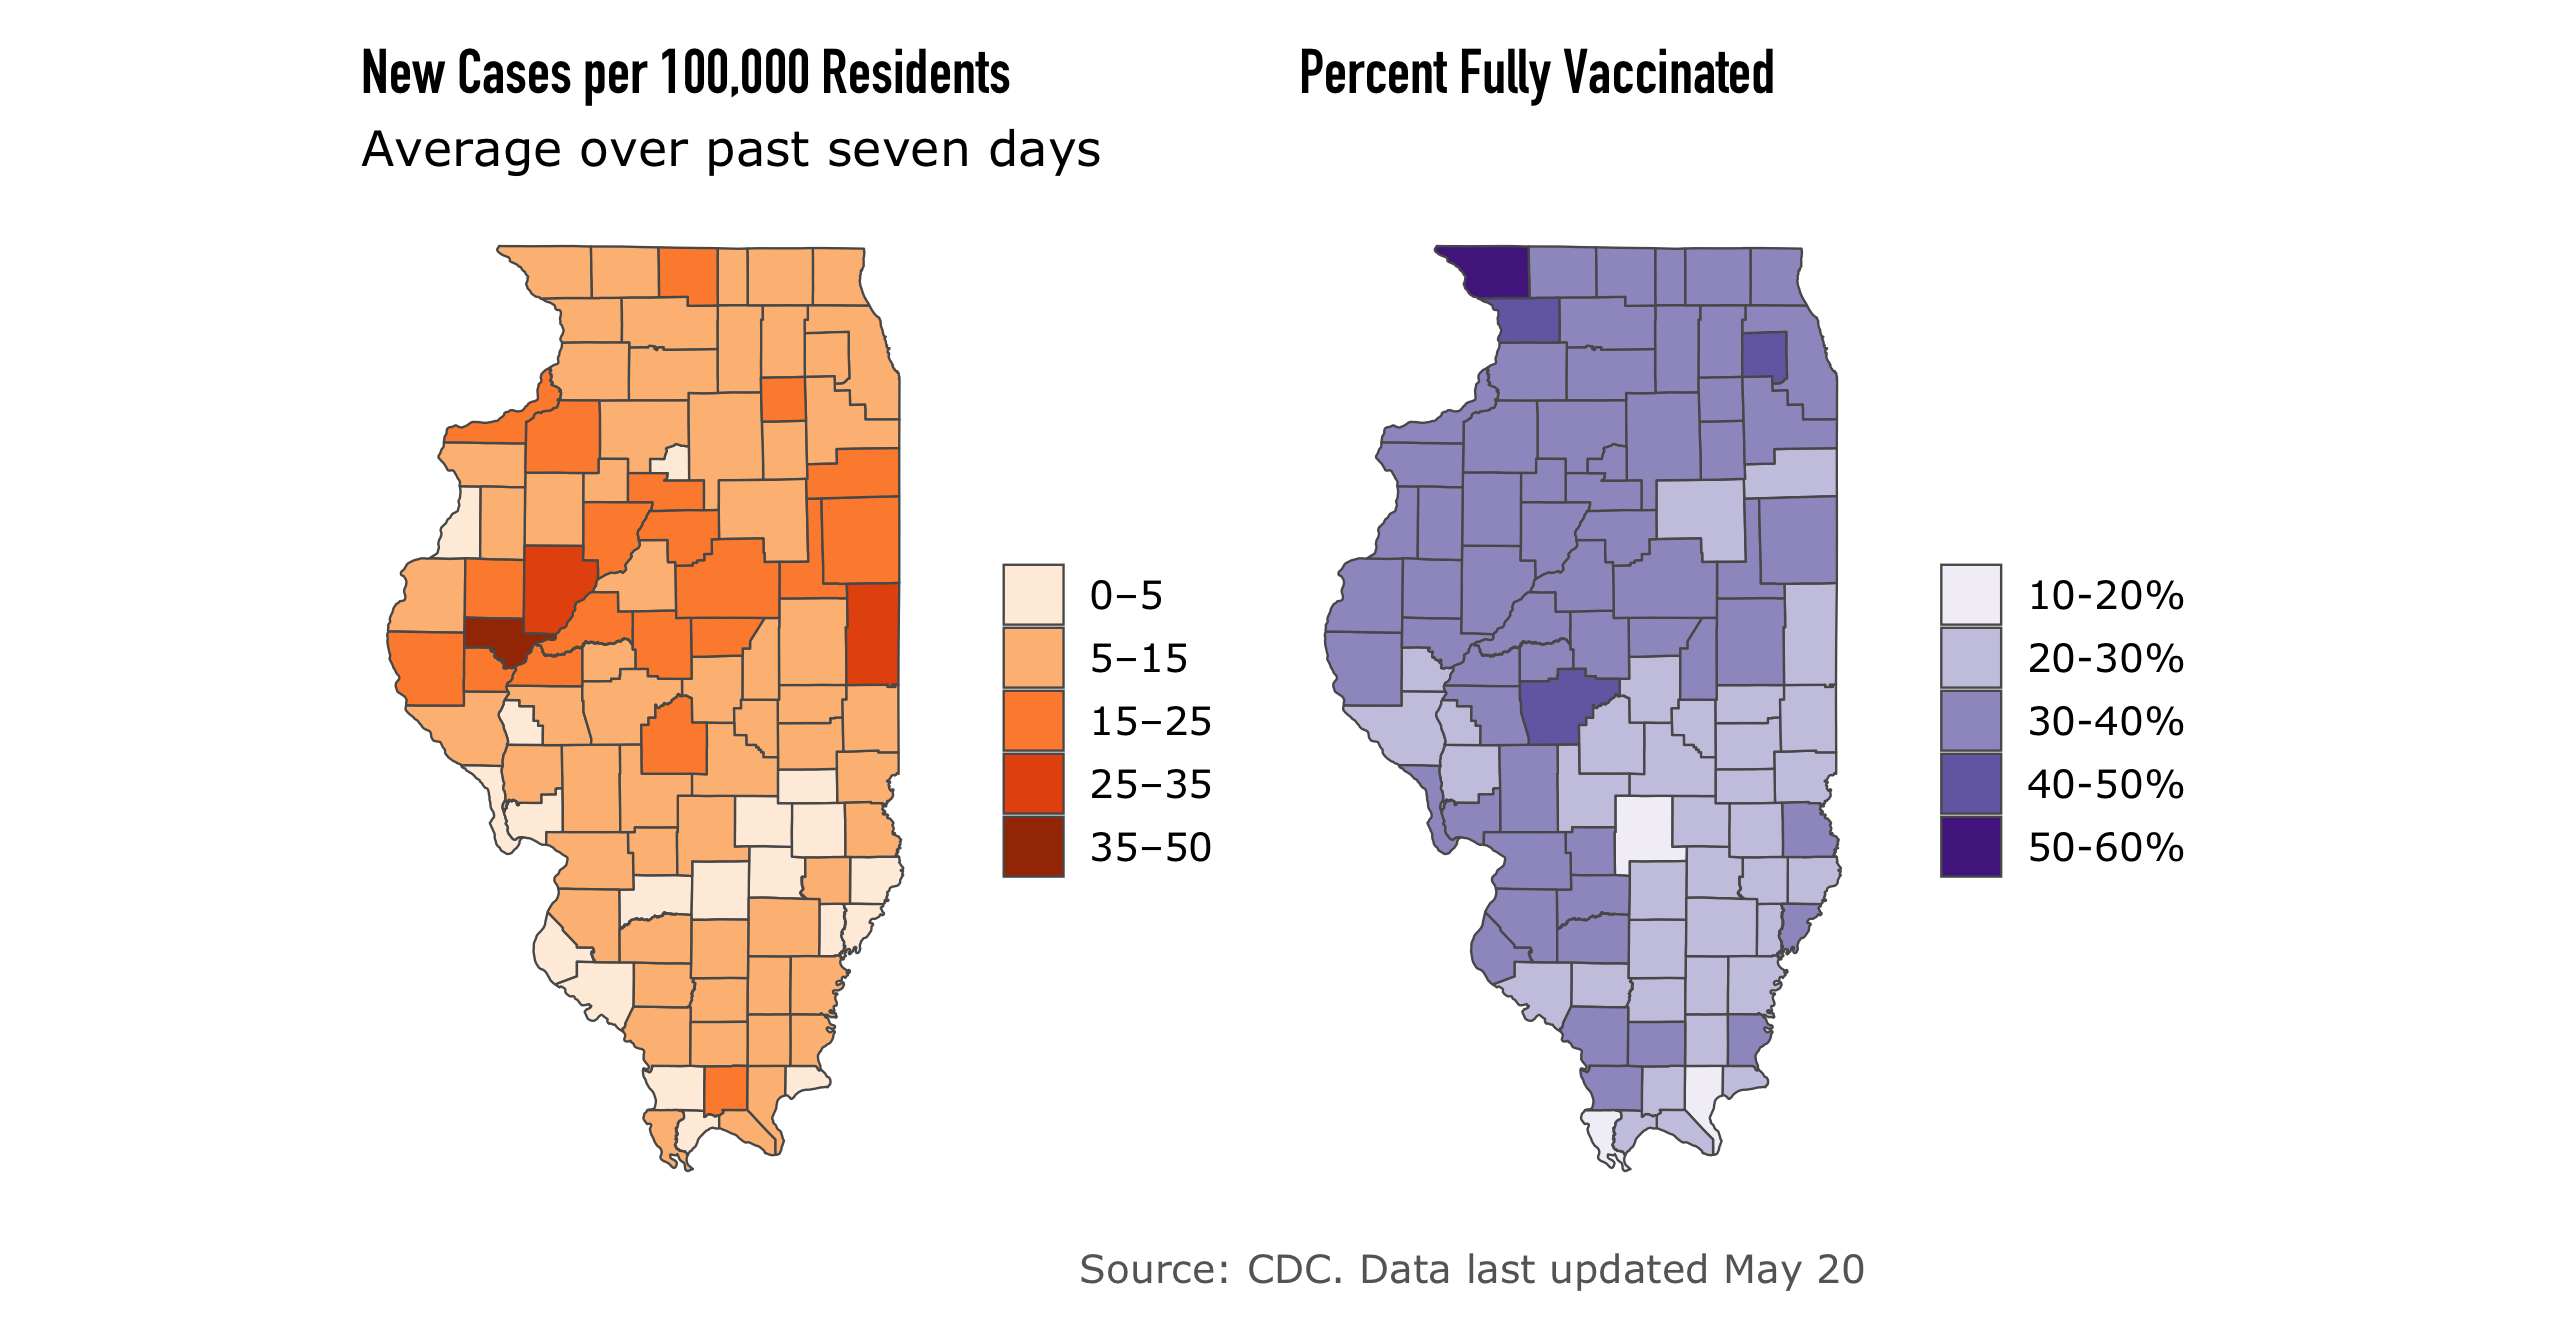 New Cases per 100,000 Residents
Average over past seven days
0–5
5–15
15–25
25–35
35–50
Percent Fully Vaccinated
10-20%
20-30%
30-40%
40-50%
50-60%
Source: CDC. Data last updated May 20